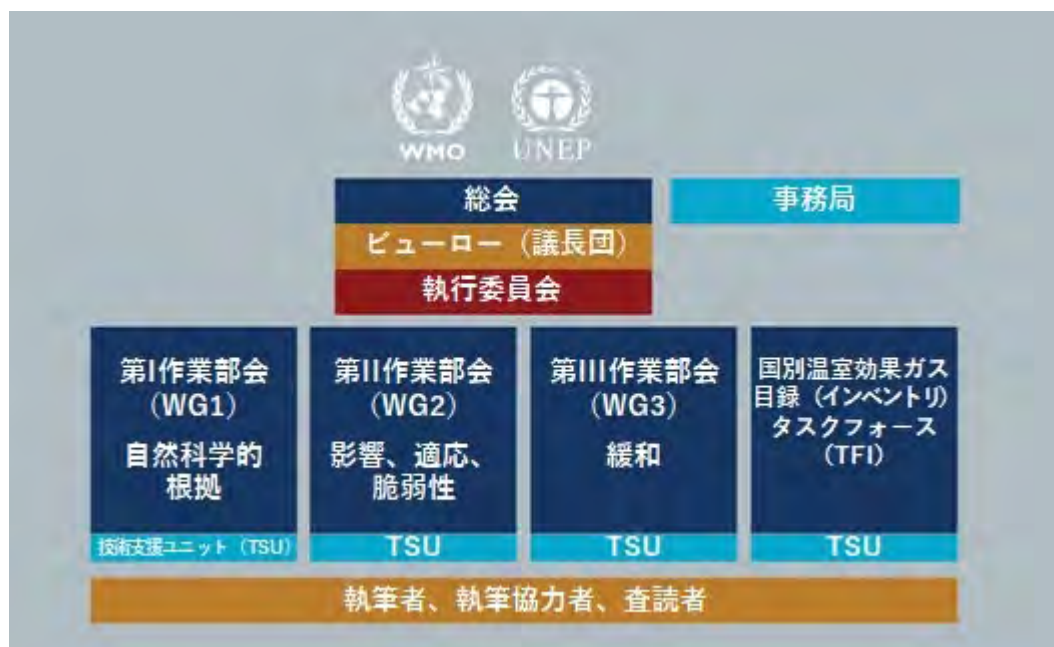 WMO
UNEP
総会
事務局
ビューロー（議長団）
執行委員会
第I作業部会
（WG1）
自然科学的
根拠
技術支援ユニット（TSU）
第II作業部会
（WG2）
影響、適応、
脆弱性
TSU
第III作業部会
（WG3）
緩和
TSU
国別温室効果ガス
目録（インベントリ）
タスクフォース
（TFI）
TSU
執筆者、執筆協力者、査読者